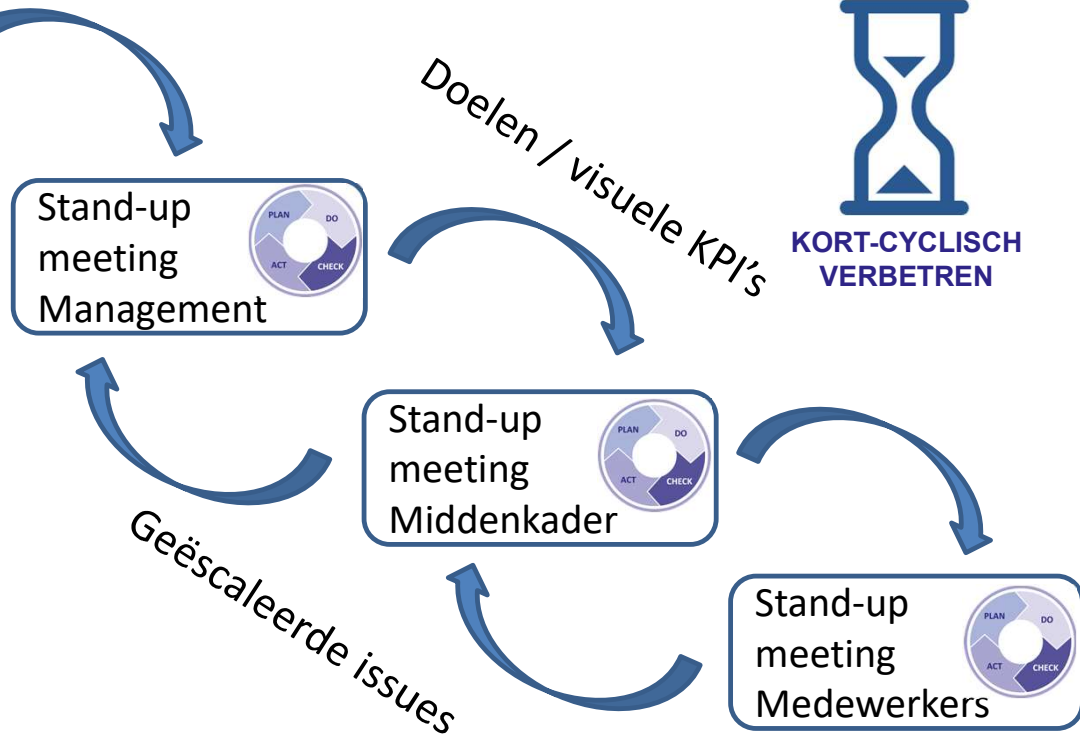 Doelen / visuele KPI's
KORT-CYCLISCH
VERBETREN
Stand-up
meeting
Management
PLAN
DO
ACT
CHECK
Stand-up
meeting
Middenkader
PLAN
DO
ACT
CHECK
Geëscaleerde issues
Stand-up
meeting
Medewerkers
PLAN
DO
ACT
CHECK